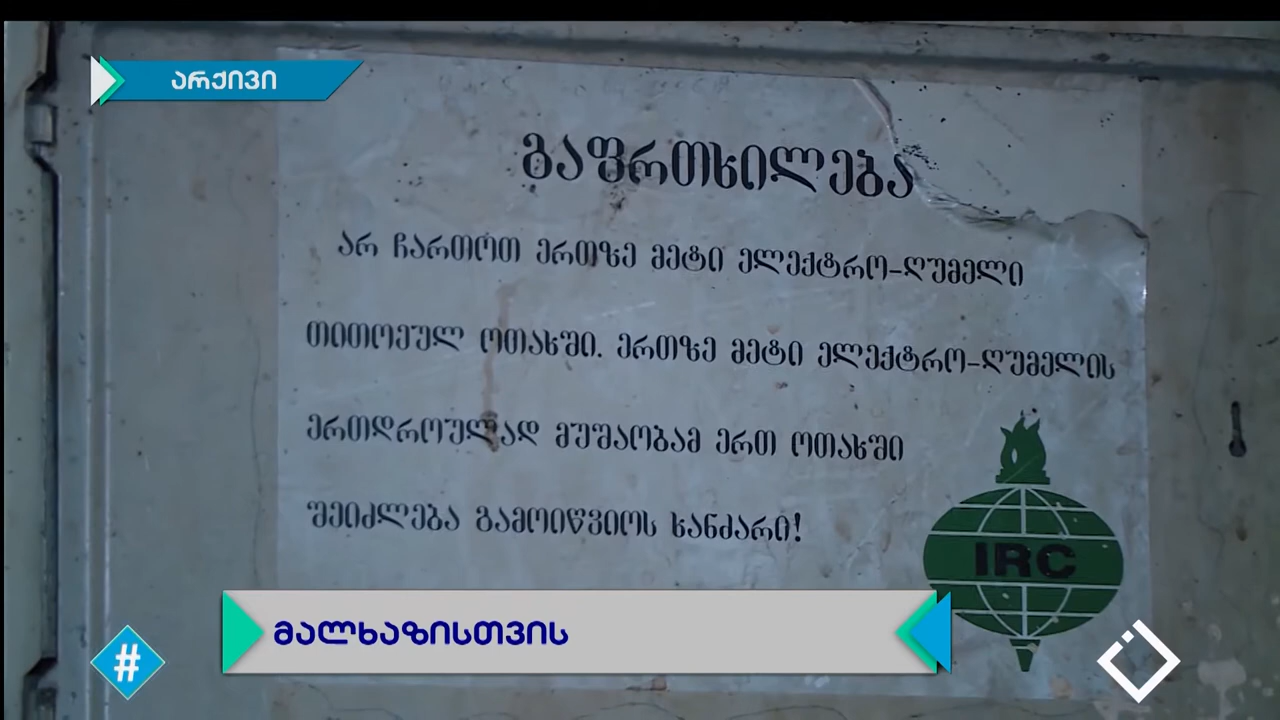 არქივი
გაფრთხილება
არ ჩართოთ ერთზე მეტი ელექტრო-ღუმელი
თითოეულ ოთახში. ერთზე მეტი ელექტრო-ღუმელის
ერთდროულად მუშაობამ ერთ ოთახში
შეიძლება გამოიწვიოს ხანძარი!
IRC
მალხაზისთვის
#